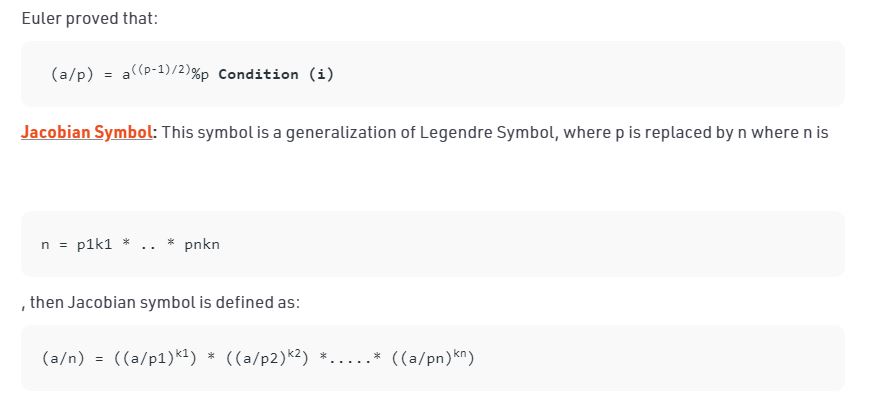 Euler proved that:
(a/p) = a^((p-1)/2)%p Condition (i)
Jacobian Symbol: This symbol is a generalization of Legendre Symbol, where p is replaced by n where n is
n = p1k1 * .. * pnkn
, then Jacobian symbol is defined as:
(a/n) = ((a/p1)^k1) * ((a/p2)^k2) *.....* ((a/pn)^kn)